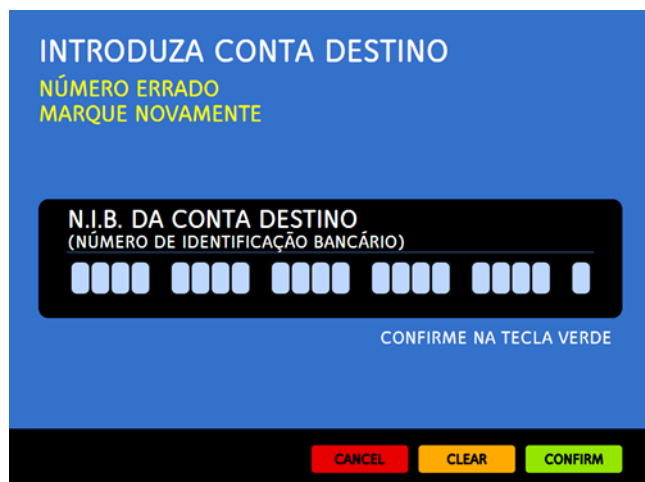 INTRODUZA CONTA DESTINO
NÚMERO ERRADO
MARQUE NOVAMENTE
N.I.B. DA CONTA DESTINO
(NÚMERO DE IDENTIFICAÇÃO BANCÁRIO)
CONFIRME NA TECLA VERDE
CANCEL CLEAR CONFIRM